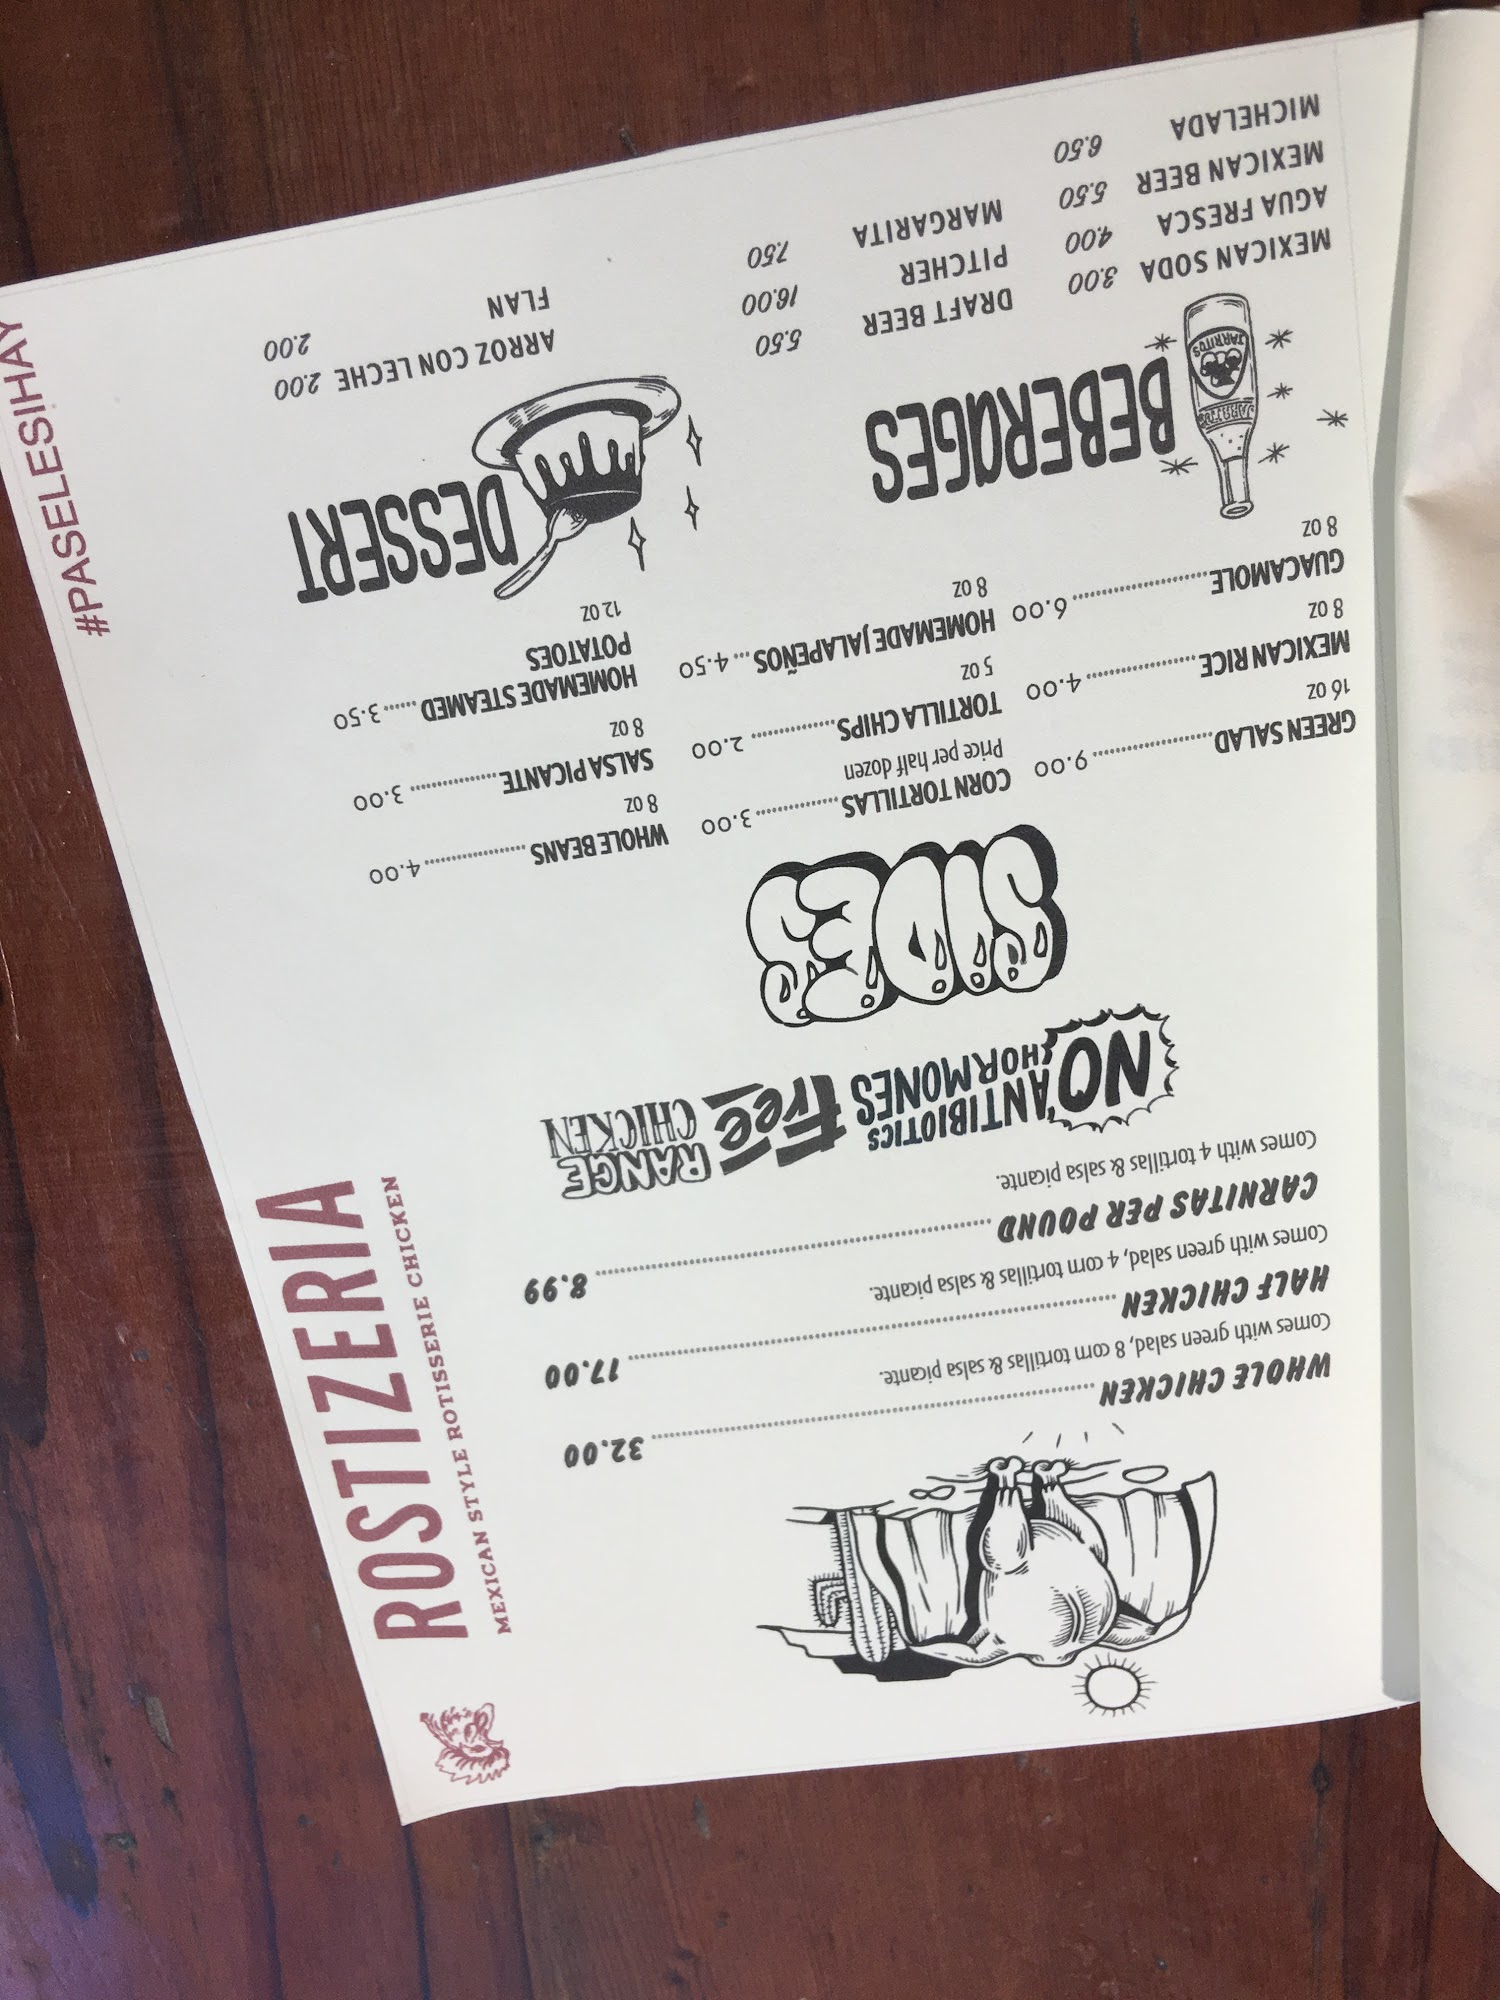 ROSTIZERIA
MEXICAN STYLE ROTISSERIE CHICKEN
#PASELESIHAY
WHOLE CHICKEN 32.00
Comes with green salad, 8 corn tortillas & salsa picante.
HALF CHICKEN 17.00
Comes with green salad, 4 corn tortillas & salsa picante.
CARNITAS PER POUND 8.99
Comes with 4 tortillas & salsa picante.
NO ANTIBIOTICS
HORMONES
Free RANGE
CHICKEN
SIDES
GREEN SALAD 9.00
16 OZ
MEXICAN RICE 4.00
8 OZ
GUACAMOLE 6.00
8 OZ
CORN TORTILLAS 3.00
Price per half dozen
TORTILLA CHIPS 2.00
5 OZ
HOMEMADE JALAPEÑOS 4.50
8 OZ
WHOLE BEANS 4.00
8 OZ
SALSA PICANTE 3.00
8 OZ
HOMEMADE STEAMED 3.50
POTATOES
12 OZ
JARRITOS
JARRITOS
BEBERAGES
MEXICAN SODA 3.00
AGUA FRESCA 4.00
MEXICAN BEER 5.50
MICHELADA 6.50
DRAFT BEER 5.50
PITCHER 16.00
MARGARITA 7.50
DESSERT
ARROZ CON LECHE 2.00
FLAN 2.00